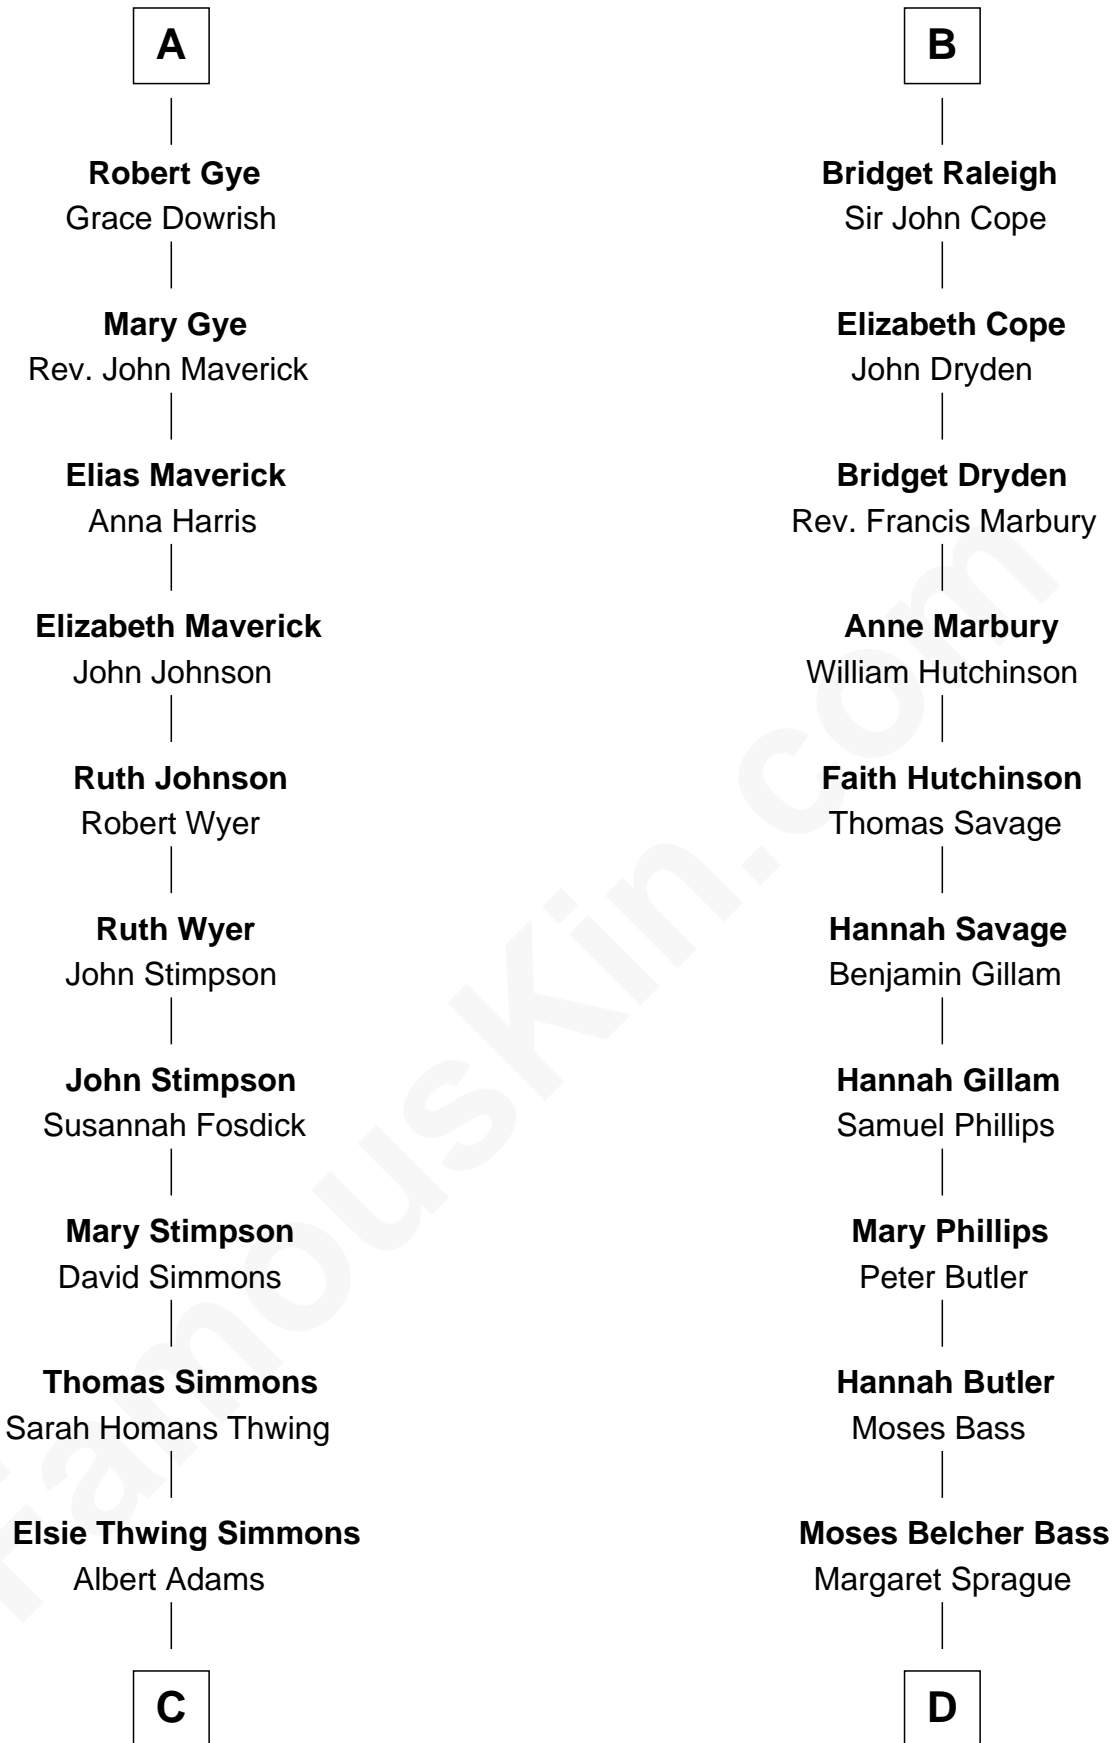 A
Robert Gye
Grace Dowrish
Mary Gye
Rev. John Maverick
Elias Maverick
Anna Harris
Elizabeth Maverick
John Johnson
Ruth Johnson
Robert Wyer
Ruth Wyer
John Stimpson
John Stimpson
Susannah Fosdick
Mary Stimpson
David Simmons
Thomas Simmons
Sarah Homans Thwing
Elsie Thwing Simmons
Albert Adams
C
B
Bridget Raleigh
Sir John Cope
Elizabeth Cope
John Dryden
Bridget Dryden
Rev. Francis Marbury
Anne Marbury
William Hutchinson
Faith Hutchinson
Thomas Savage
Hannah Savage
Benjamin Gillam
Hannah Gillam
Samuel Phillips
Mary Phillips
Peter Butler
Hannah Butler
Moses Bass
Moses Belcher Bass
Margaret Sprague
D
FamousKin.com